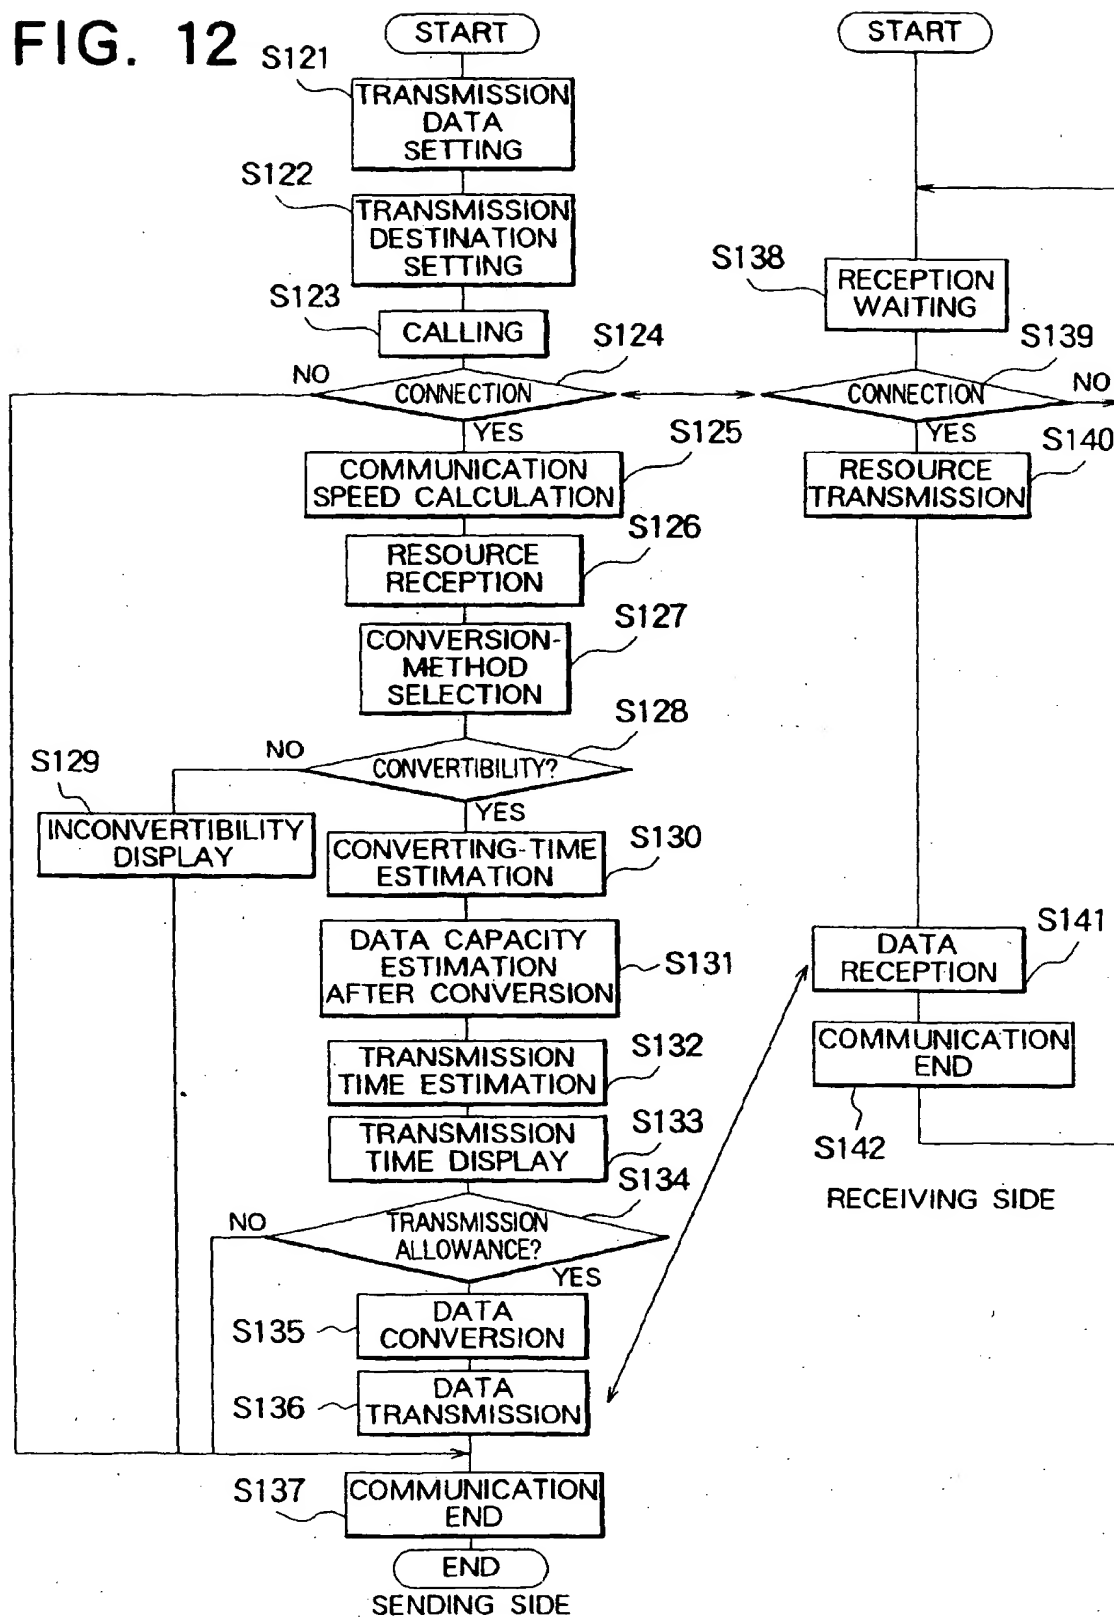 FIG. 12
START
S121
TRANSMISSION
DATA
SETTING
S122
TRANSMISSION
DESTINATION
SETTING
S123
CALLING
S124
NO
CONNECTION
YES
S125
COMMUNICATION
SPEED CALCULATION
S126
RESOURCE
RECEPTION
S127
CONVERSION-
METHOD
SELECTION
S128
NO
CONVERTIBILITY?
YES
S129
INCONVERTIBILITY
DISPLAY
S130
CONVERTING-TIME
ESTIMATION
DATA CAPACITY
ESTIMATION
AFTER CONVERSION
S131
S132
TRANSMISSION
TIME ESTIMATION
S133
TRANSMISSION
TIME DISPLAY
S134
NO
TRANSMISSION
ALLOWANCE?
YES
S135
DATA
CONVERSION
S136
DATA
TRANSMISSION
S137
COMMUNICATION
END
END
SENDING SIDE
START
S138
RECEPTION
WAITING
S139
CONNECTION
NO
YES
S140
RESOURCE
TRANSMISSION
S141
DATA
RECEPTION
COMMUNICATION
END
S142
RECEIVING SIDE